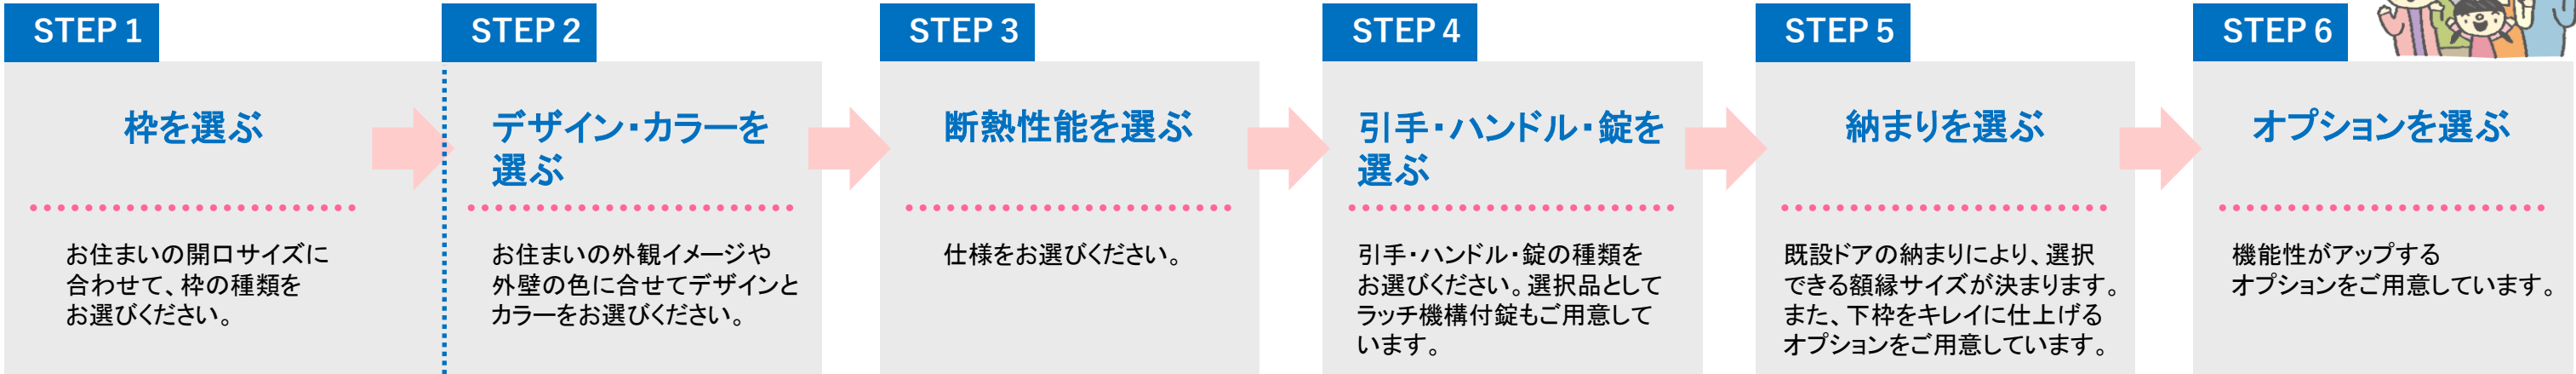 STEP 1
枠を選ぶ
お住まいの開口サイズに
合わせて、枠の種類を
お選びください。
STEP 2
デザイン・カラーを
選ぶ
お住まいの外観イメージや
外壁の色に合せてデザインと
カラーをお選びください。
STEP 3
断熱性能を選ぶ
仕様をお選びください。
STEP 4
引手・ハンドル・錠を
選ぶ
引手・ハンドル・錠の種類を
お選びください。選択品として
ラッチ機構付錠もご用意して
います。
STEP 5
納まりを選ぶ
既設ドアの納まりにより、選択
できる額縁サイズが決まります。
また、下枠をキレイに仕上げる
オプションをご用意しています。
STEP 6
オプションを選ぶ
機能性がアップする
オプションをご用意しています。